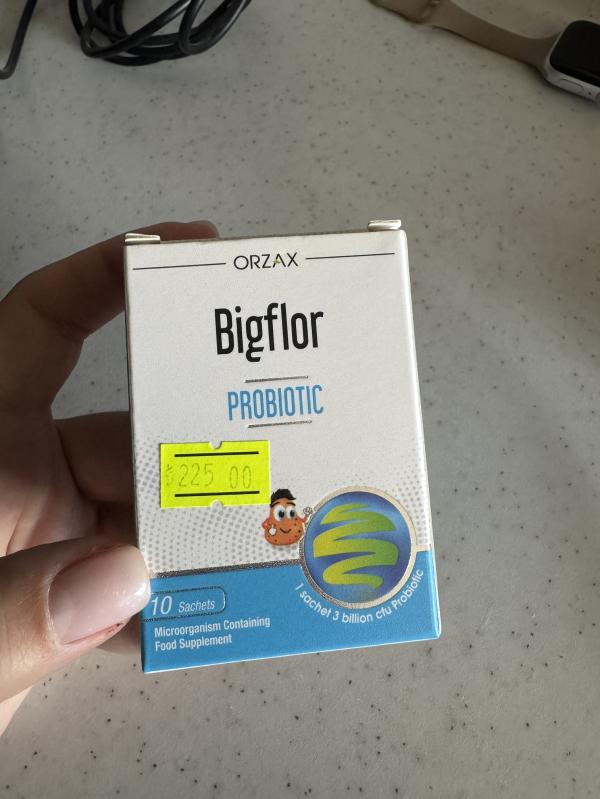 ORZAX
Bigflor
PROBIOTIC
₺225 00
10 Sachets
1 sachet 3 billion cfu Probiotic
Microorganism Containing
Food Supplement